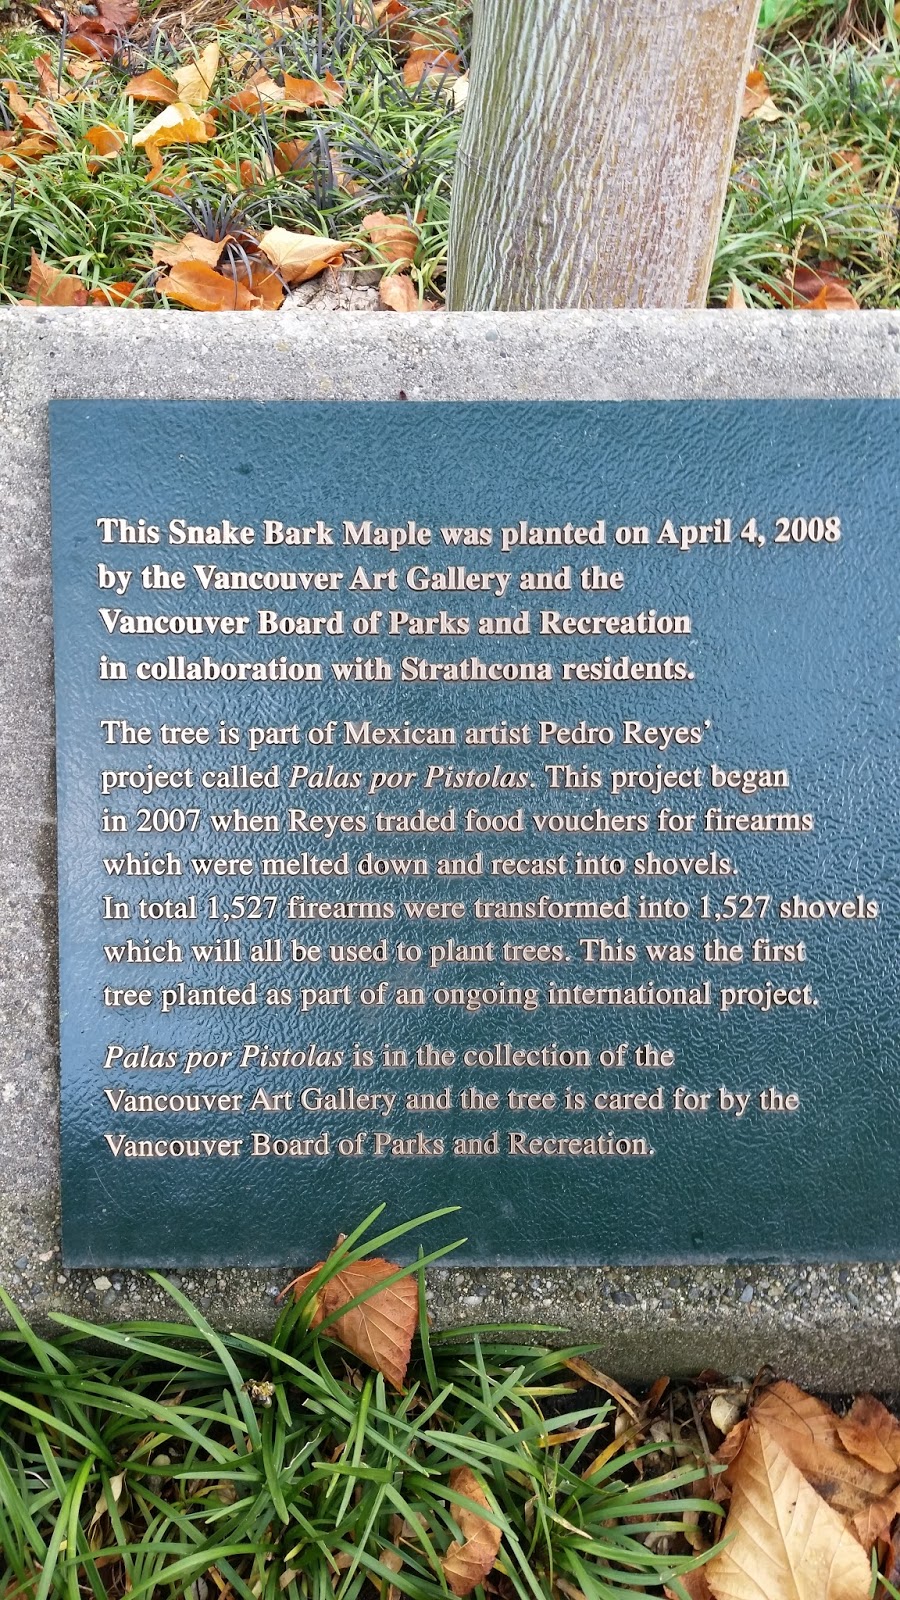 This Snake Bark Maple was planted on April 4, 2008
by the Vancouver Art Gallery and the
Vancouver Board of Parks and Recreation
in collaboration with Strathcona residents.
The tree is part of Mexican artist Pedro Reyes’
project called Palas por Pistolas. This project began
in 2007 when Reyes traded food vouchers for firearms
which were melted down and recast into shovels.
In total 1,527 firearms were transformed into 1,527 shovels
which will all be used to plant trees. This was the first
tree planted as part of an ongoing international project.
Palas por Pistolas is in the collection of the
Vancouver Art Gallery and the tree is cared for by the
Vancouver Board of Parks and Recreation.